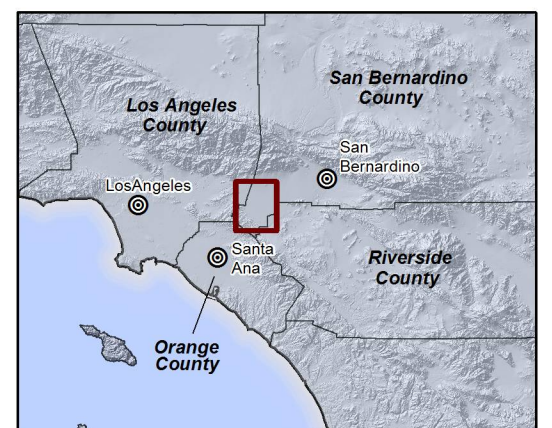 San Bernardino
County
Los Angeles
County
San
Bernardino
LosAngeles
Santa
Ana
Riverside
County
Orange
County